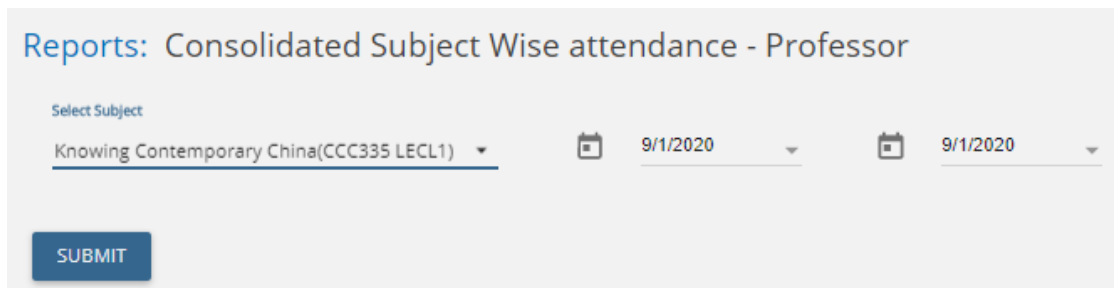 Reports: Consolidated Subject Wise attendance - Professor
Select Subject
Knowing Contemporary China(CCC335 LECL1) 9/1/2020 9/1/2020
SUBMIT